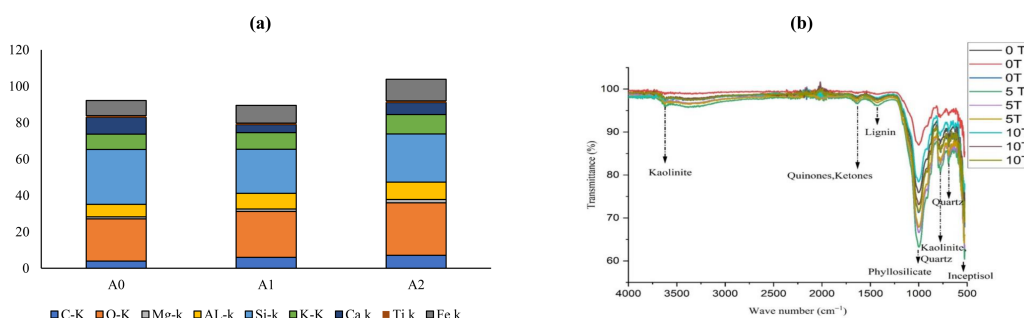 (a)
120
100
80
60
40
20
0
A0 A1 A2
C-K O-K Mg-k AL-k Si-k K-K Ca k Ti k Fe k
(b)
0 T
0T
0T
5 T
5T
5T
10T
10T
10T
100
90
80
70
60
Transmittance (%)
Kaolinite
Quinones,Ketones
Lignin
Quartz
Kaolinite,
Quartz
Phyllosilicate
Inceptisol
4000 3500 3000 2500 2000 1500 1000 500
Wave number (cm⁻¹)